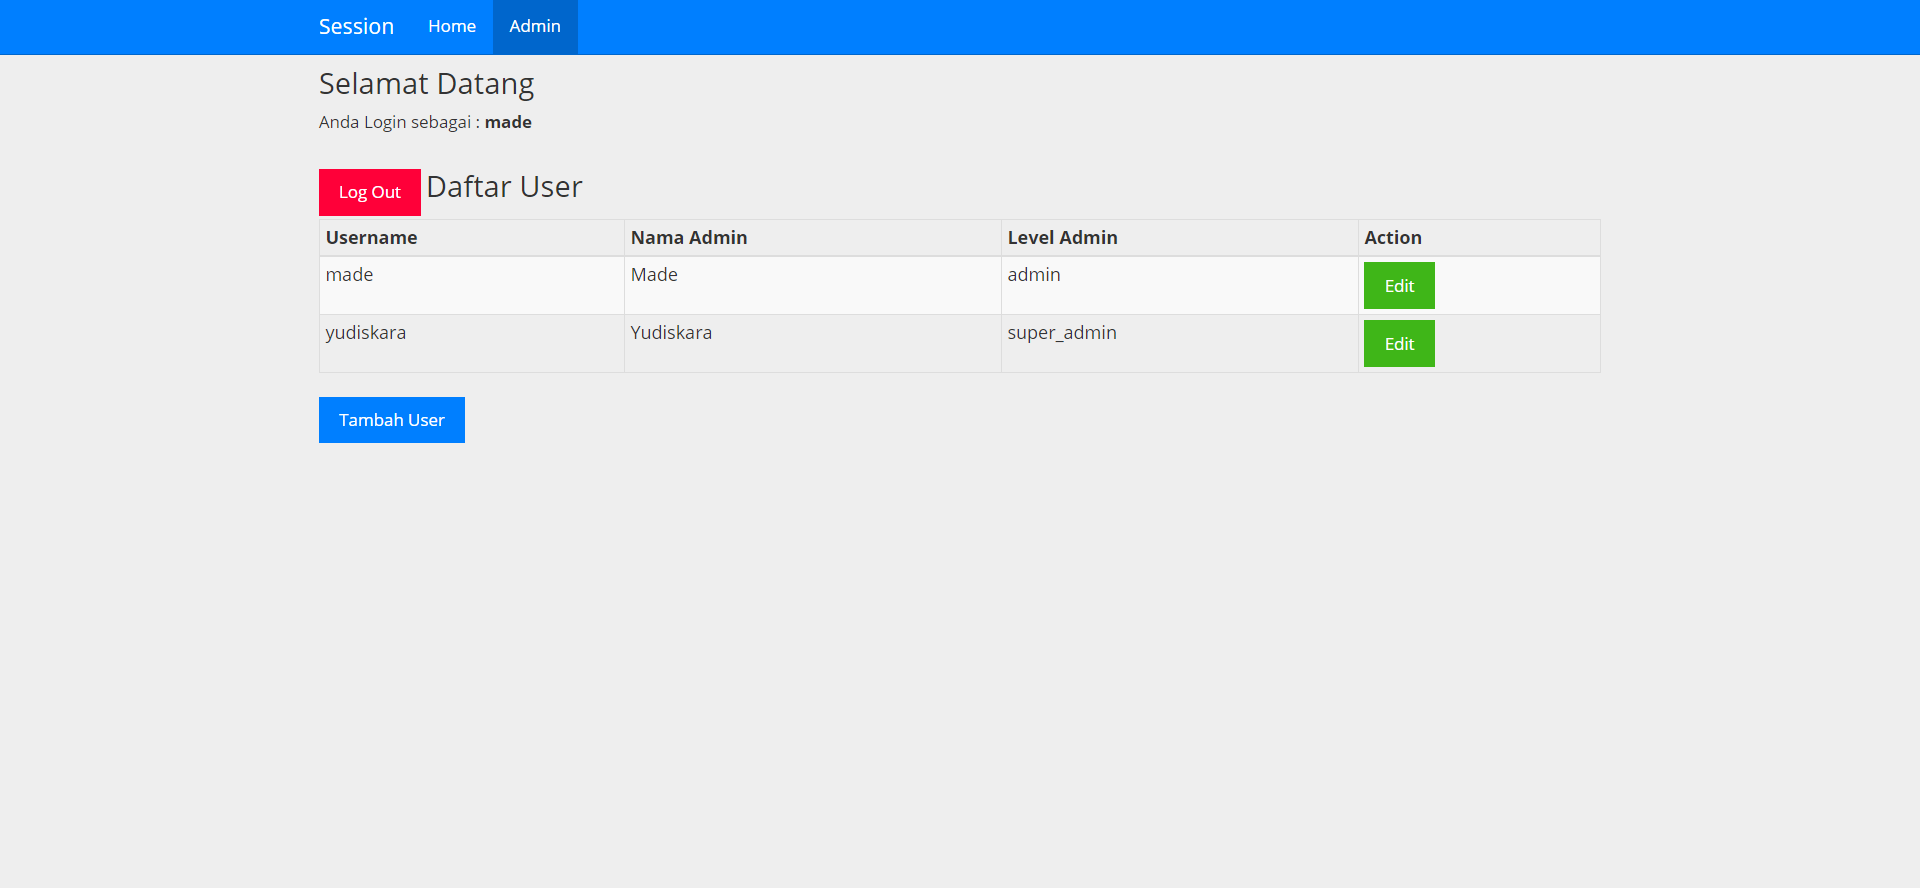 Session Home Admin
Selamat Datang
Anda Login sebagai : made
Log Out Daftar User
Username Nama Admin Level Admin Action
made Made admin Edit
yudiskara Yudiskara super_admin Edit
Tambah User